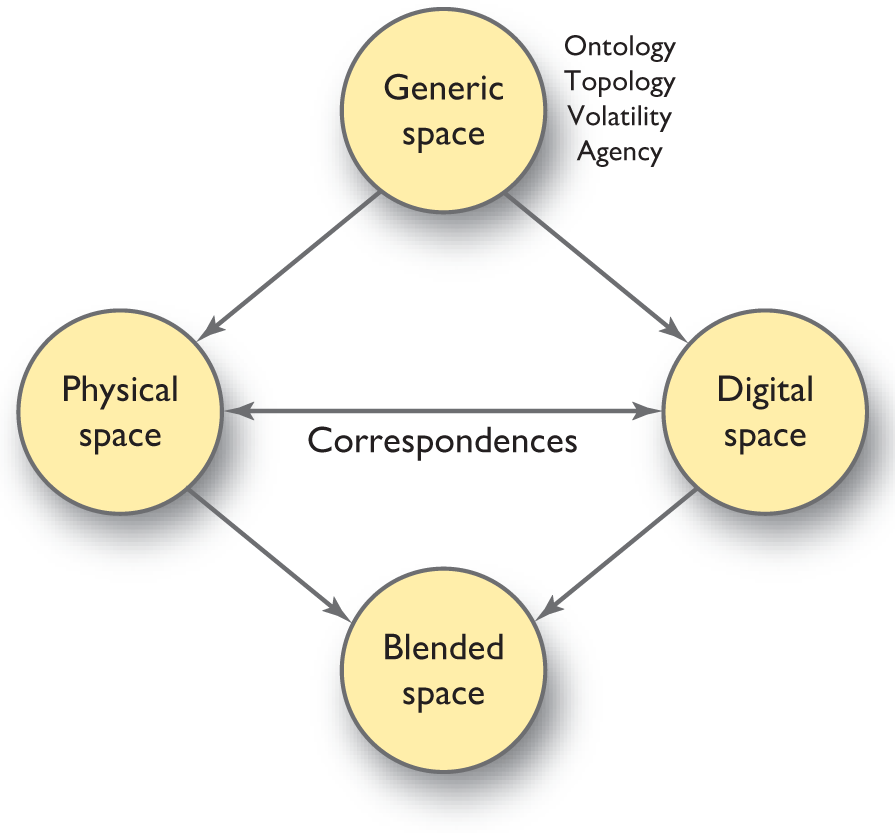 Generic
space
Ontology
Topology
Volatility
Agency
Physical
space
Correspondences
Digital
space
Blended
space